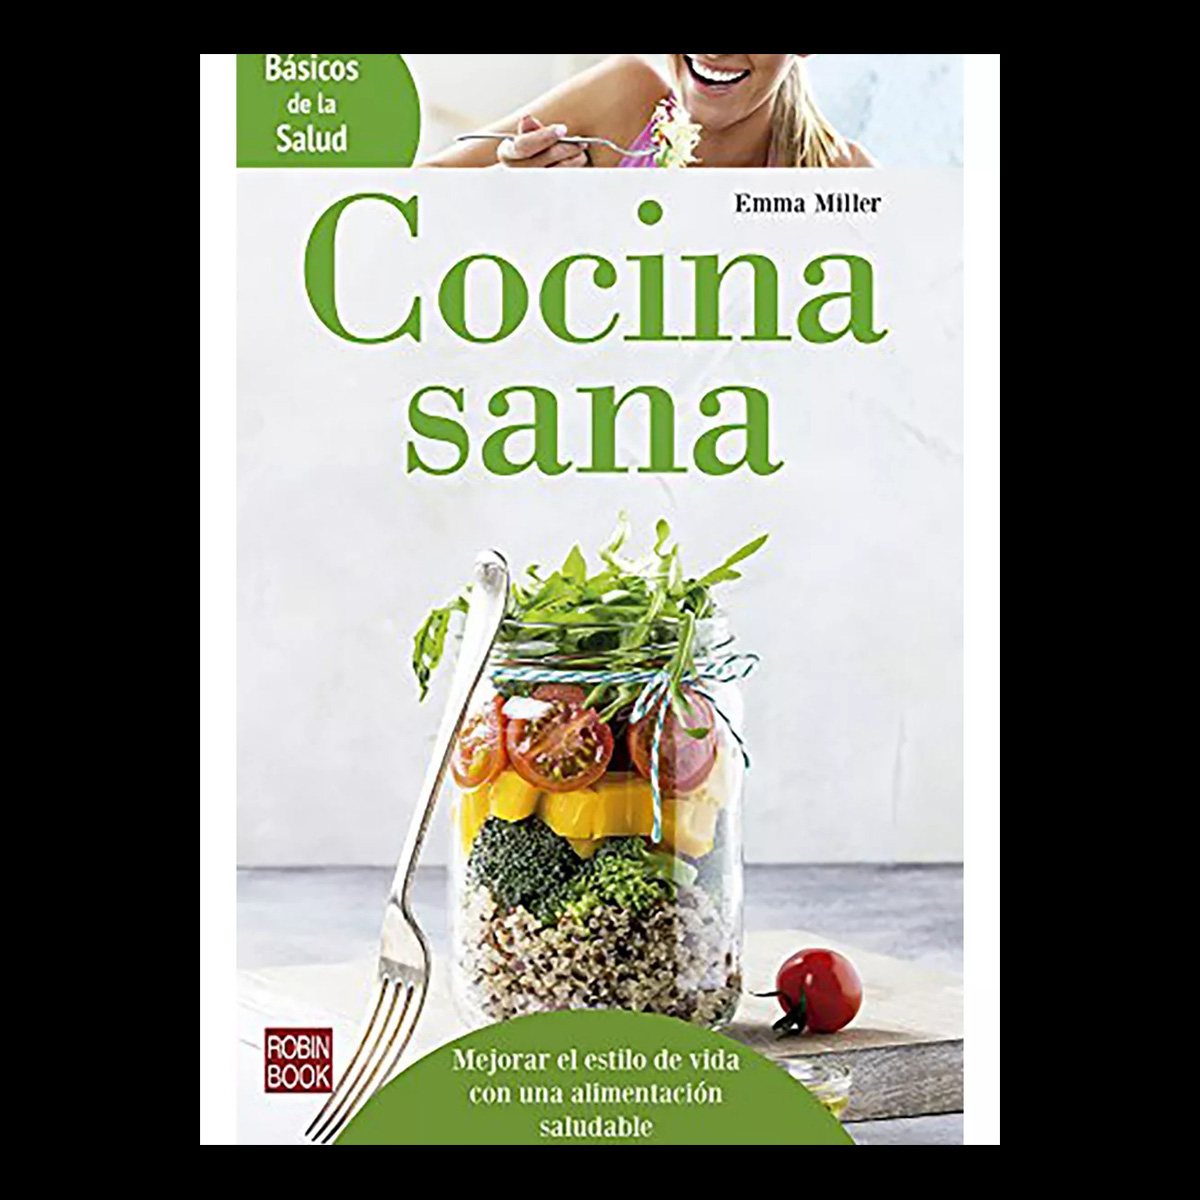 Básicos
de la
Salud
Emma Miller
Cocina
sana
ROBIN
BOOK
Mejorar el estilo de vida
con una alimentación
saludable